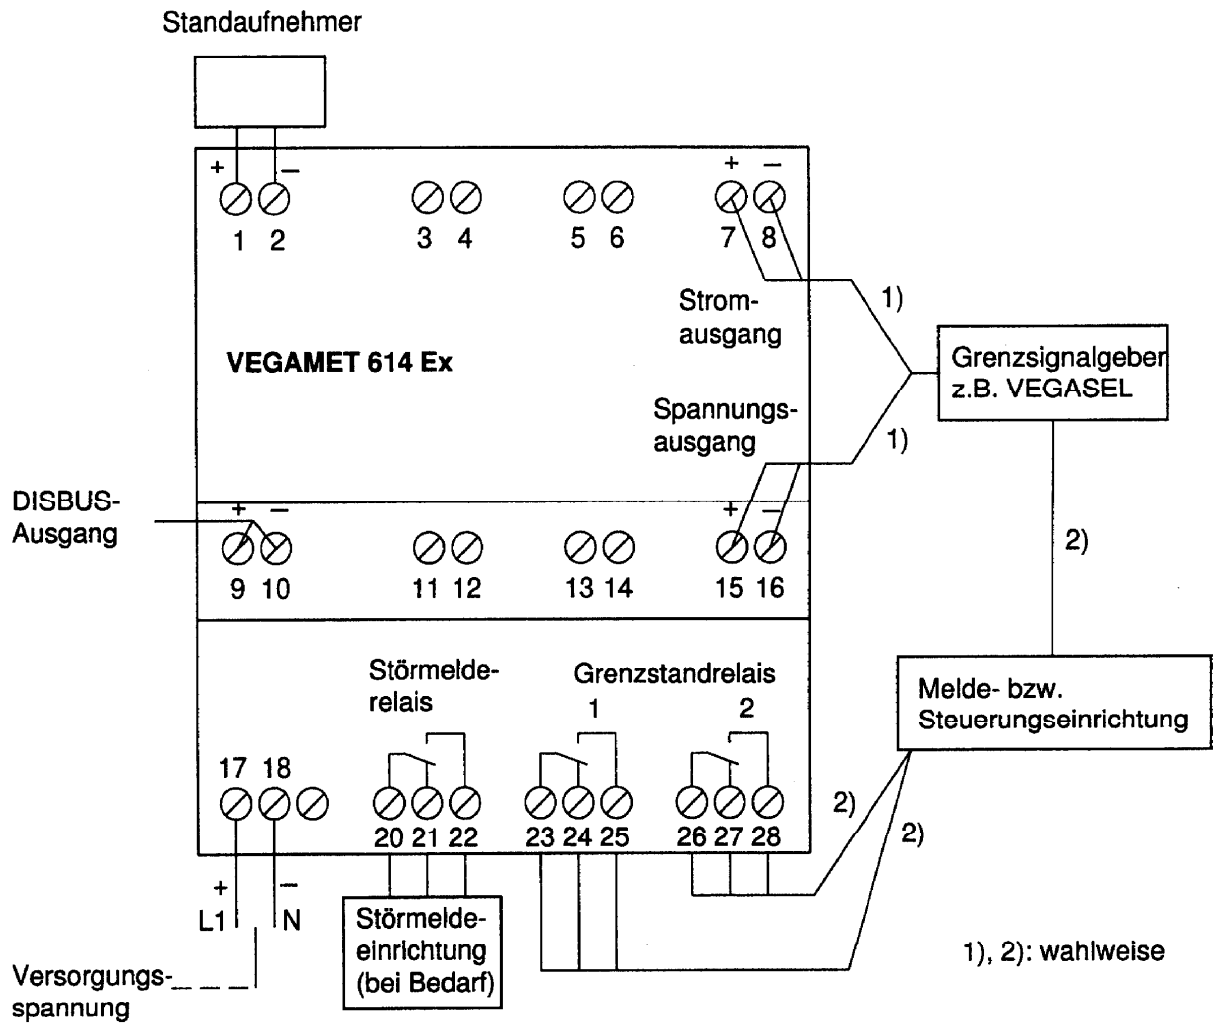 Standaufnehmer
+ – + –
1 2 3 4 5 6 7 8
Strom-
ausgang
1)
VEGAMET 614 Ex
Grenzsignalgeber
z.B. VEGASEL
Spannungs-
ausgang
1)
DISBUS-
Ausgang
+ – + –
2)
9 10 11 12 13 14 15 16
Störmelde-
relais
Grenzstandrelais
1 2
Melde- bzw.
Steuerungseinrichtung
17 18
2)
2)
20 21 22 23 24 25 26 27 28
+ –
L1 N
Störmelde-
einrichtung
(bei Bedarf)
1), 2): wahlweise
Versorgungs-
spannung